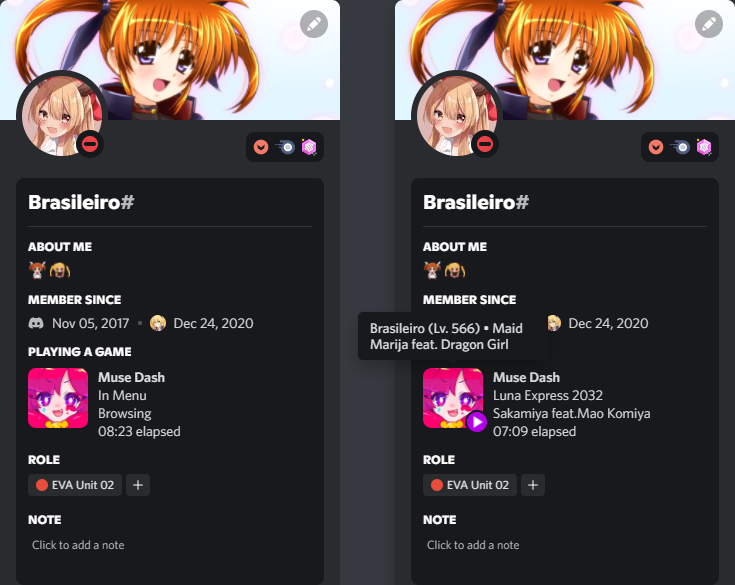 Brasileiro#
ABOUT ME
MEMBER SINCE
Nov 05, 2017 • Dec 24, 2020
PLAYING A GAME
Muse Dash
In Menu
Browsing
08:23 elapsed
ROLE
EVA Unit 02 +
NOTE
Click to add a note
Brasileiro#
ABOUT ME
MEMBER SINCE
Dec 24, 2020
Brasileiro (Lv. 566) • Maid
Marija feat. Dragon Girl
Muse Dash
Luna Express 2032
Sakamiya feat.Mao Komiya
07:09 elapsed
ROLE
EVA Unit 02 +
NOTE
Click to add a note